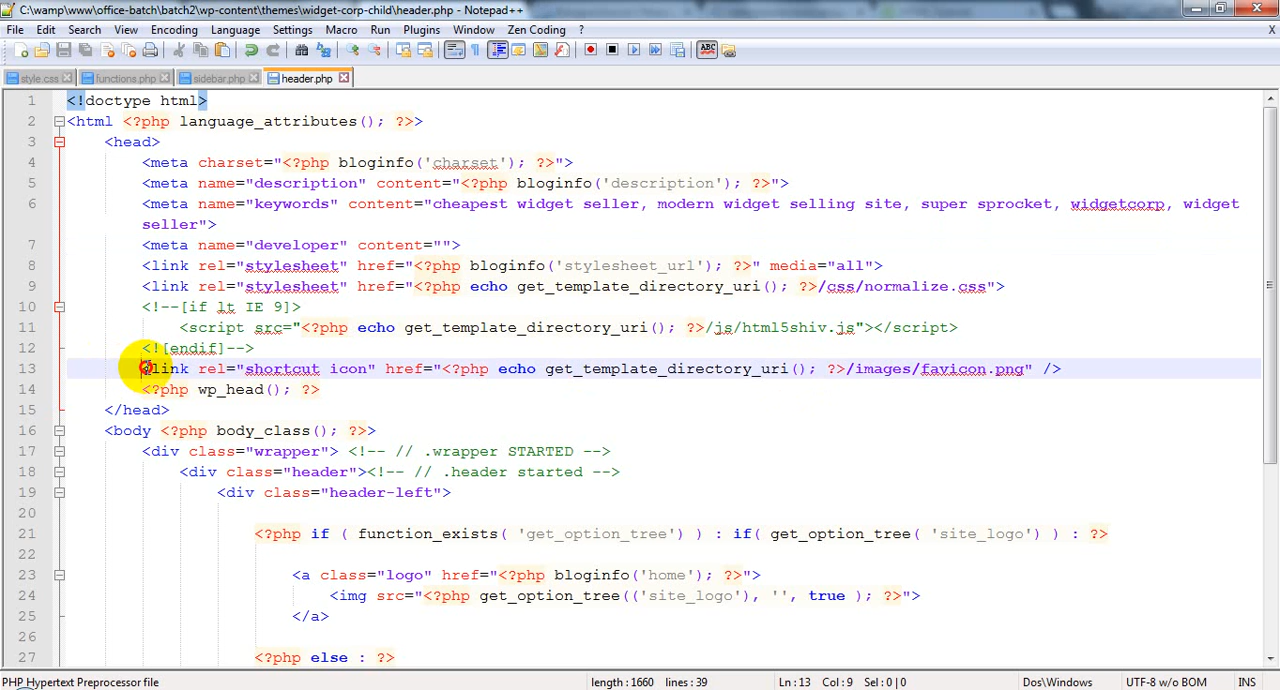 C:\wamp\www\office-batch\batch2\wp-content\themes\widget-corp-child\header.php - Notepad++
File Edit Search View Encoding Language Settings Macro Run Plugins Window Zen Coding ? X
ABC
style.css functions.php sidebar.php header.php
1 <!doctype html>
2 <html <?php language_attributes(); ?>>
3 <head>
4 <meta charset="<?php bloginfo('charset'); ?>">
5 <meta name="description" content="<?php bloginfo('description'); ?>">
6 <meta name="keywords" content="cheapest widget seller, modern widget selling site, super sprocket, widgetcorp, widget
seller">
7 <meta name="developer" content="">
8 <link rel="stylesheet" href="<?php bloginfo('stylesheet_url'); ?>" media="all">
9 <link rel="stylesheet" href="<?php echo get_template_directory_uri(); ?>/css/normalize.css">
10 <!--[if lt IE 9]>
11 <script src="<?php echo get_template_directory_uri(); ?>/js/html5shiv.js"></script>
12 <![endif]-->
13 <link rel="shortcut icon" href="<?php echo get_template_directory_uri(); ?>/images/favicon.png" />
14 <?php wp_head(); ?>
15 </head>
16 <body <?php body_class(); ?>>
17 <div class="wrapper"> <!-- // .wrapper STARTED -->
18 <div class="header"><!-- // .header started -->
19 <div class="header-left">
20
21 <?php if ( function_exists( 'get_option_tree') ) : if( get_option_tree( 'site_logo') ) : ?>
22
23 <a class="logo" href="<?php bloginfo('home'); ?>">
24 <img src="<?php get_option_tree(('site_logo'), '', true ); ?>">
25 </a>
26
27 <?php else : ?>
PHP Hypertext Preprocessor file length : 1660 lines : 39 Ln : 13 Col : 9 Sel : 0 | 0 Dos\Windows UTF-8 w/o BOM INS